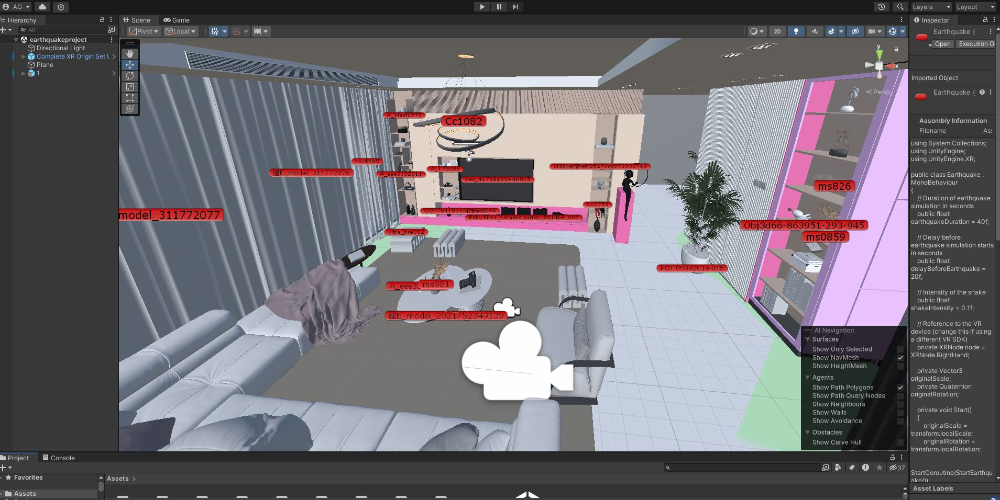 AG
Layers
Layout
Hierarchy
All
earthquakeproject
Directional Light
Complete XR Origin Set
Plane
1
Scene
Game
Pivot
Local
2D
y
x
Persp
A_1fasf1978
Cc1082
hs-1105
建E_model_311772076
A_eee3332011
A_175086
Geo_417681394HH015
model_311772077
Cc0759
Ruby Fires_Ceramic burner_8014LB_005
vitra_hre002
ms826
Obj3d66-863951-293-945
ms0859
POT 05092019 015
ms981
建E_model_2021752349139
AI Navigation
Surfaces
Show Only Selected
Show NavMesh
Show HeightMesh
Agents
Show Path Polygons
Show Path Query Nodes
Show Neighbours
Show Walls
Show Avoidance
Obstacles
Show Carve Hull
Inspector
Earthquake (
Open
Execution O
Imported Object
Earthquake (
Assembly Information
Filename
Ass
using System.Collections;
using UnityEngine;
using UnityEngine.XR;
public class Earthquake :
MonoBehaviour
{
// Duration of earthquake
simulation in seconds
public float
earthquakeDuration = 40f;
// Delay before
earthquake simulation starts
in seconds
public float
delayBeforeEarthquake =
20f;
// Intensity of the shake
public float
shakeIntensity = 0.1f;
// Reference to the VR
device (change this if using
a different VR SDK)
private XRNode node =
XRNode.RightHand;
private Vector3
originalScale;
private Quaternion
originalRotation;
private void Start()
{
originalScale =
transform.localScale;
originalRotation =
transform.localRotation;
StartCoroutine(StartEarthqu
ake());
Asset Labels
Project
Console
37
Favorites
Assets
Assets